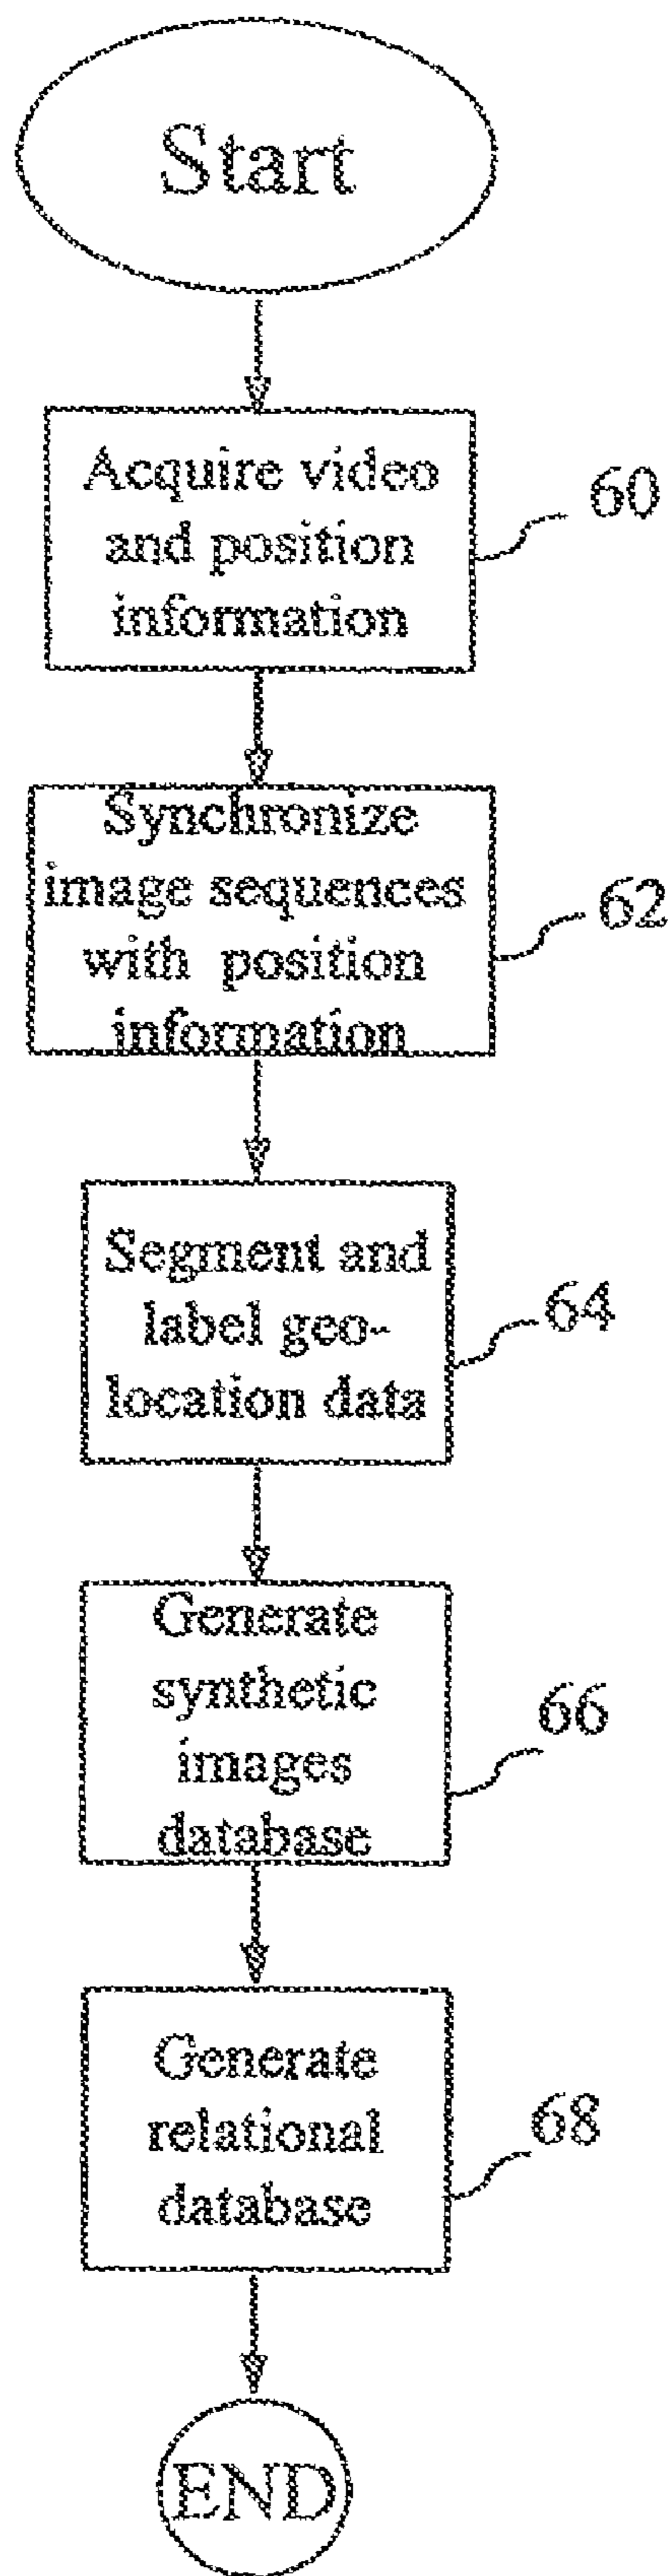 Start
Acquire video
and position
information
60
Synchronize
image sequences
with position
information
62
Segment and
label geo-
location data
64
Generate
synthetic
images
database
66
Generate
relational
database
68
END